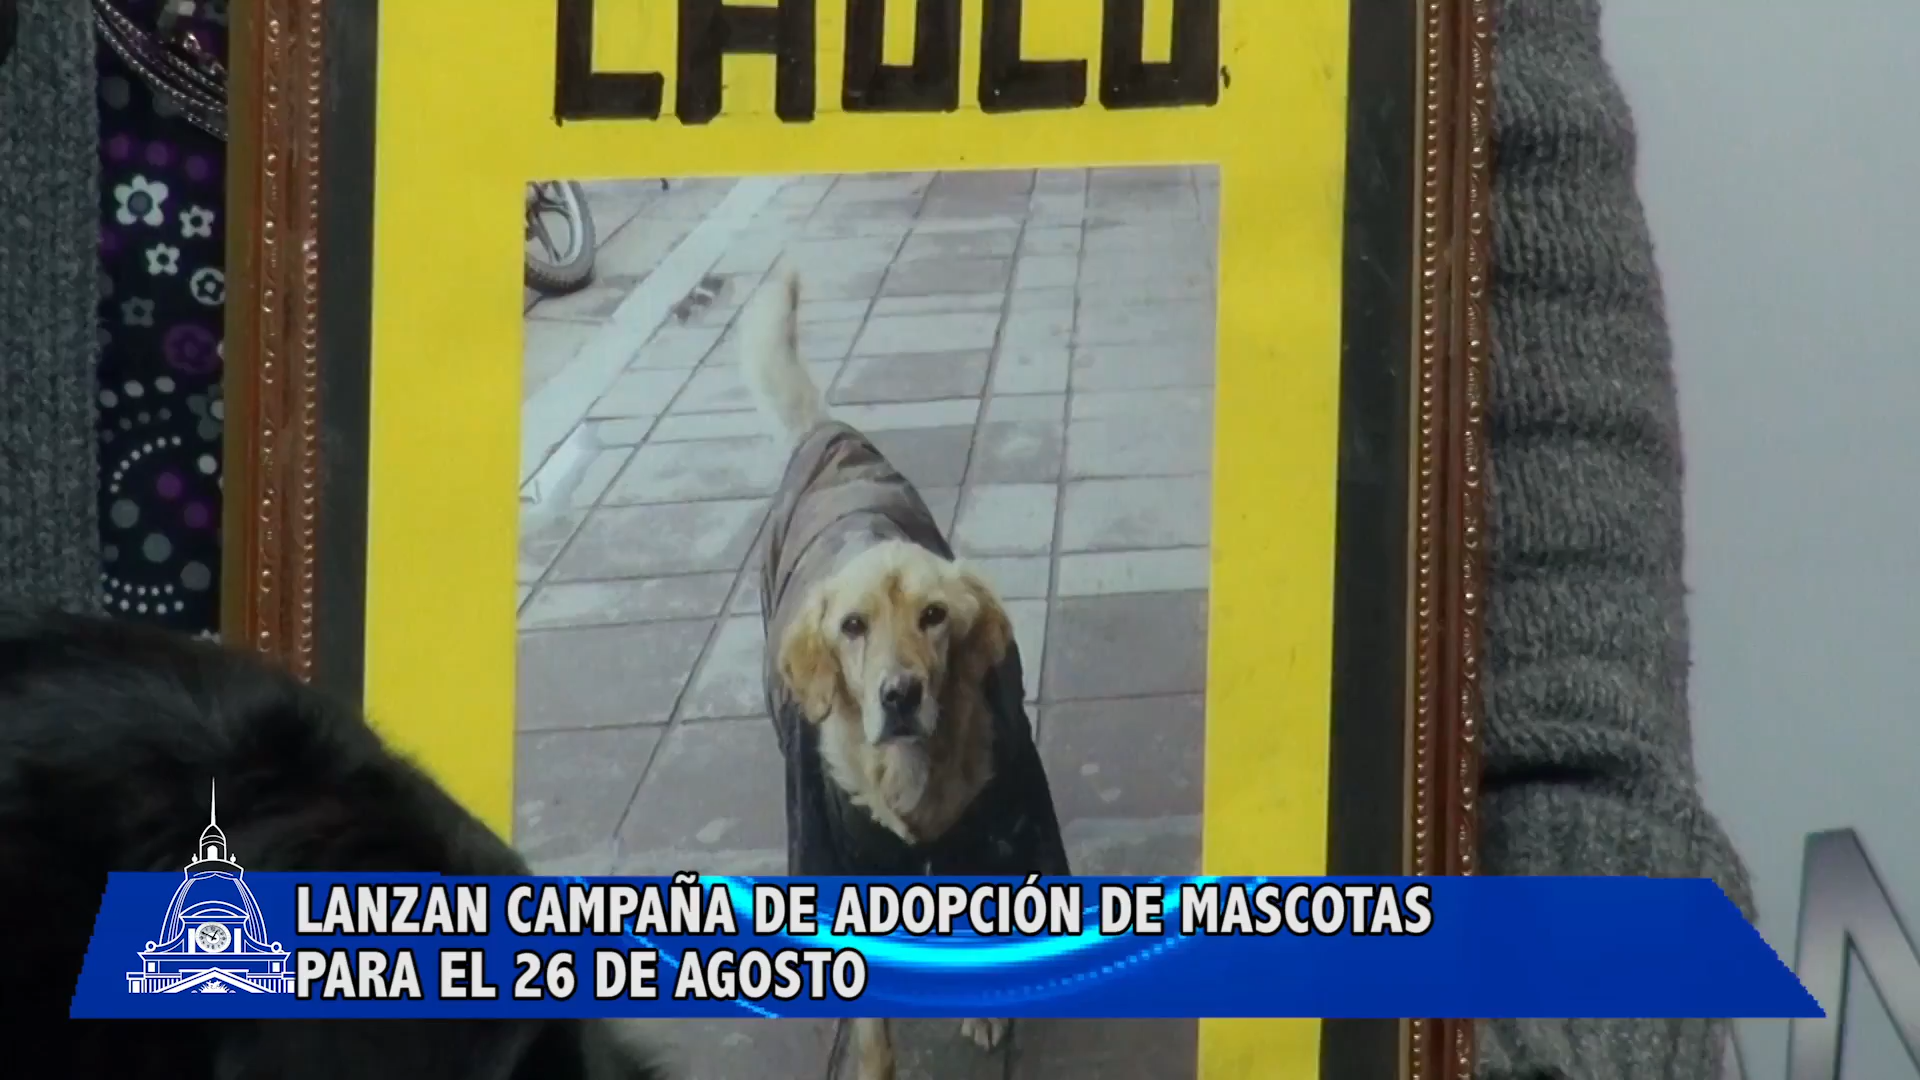 LANZAN CAMPAÑA DE ADOPCIÓN DE MASCOTAS
PARA EL 26 DE AGOSTO